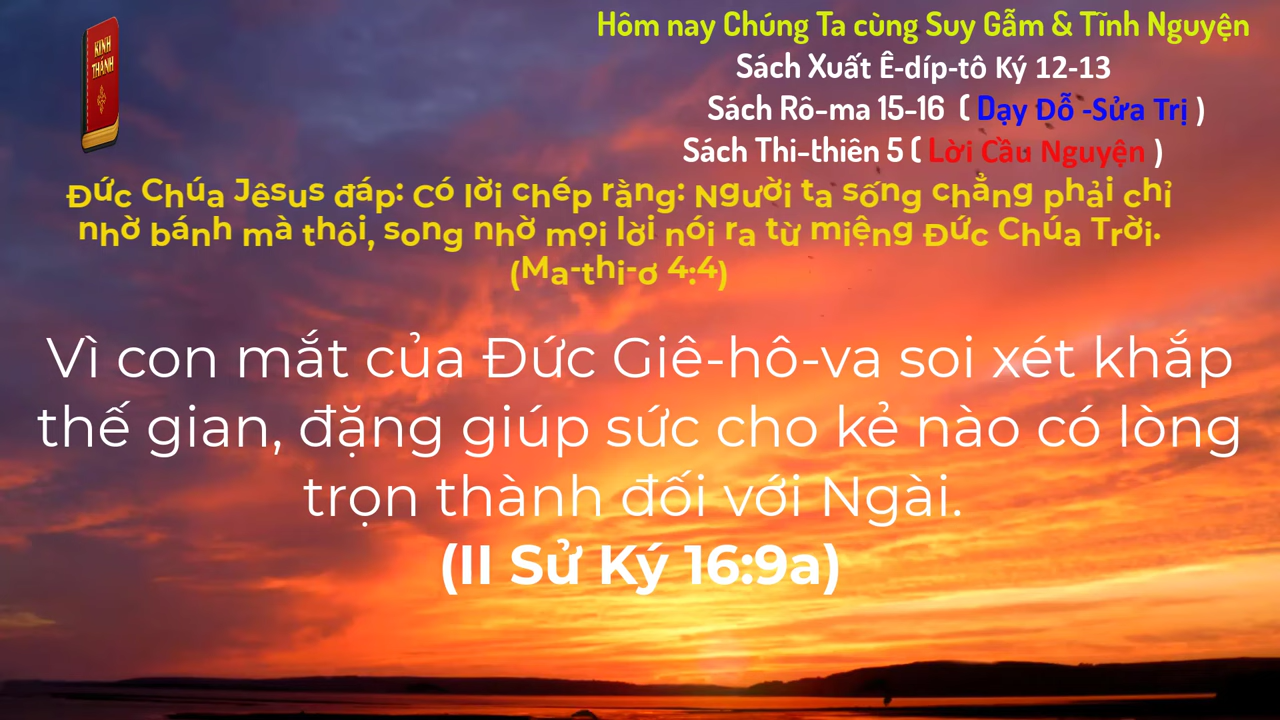 KINH
THÁNH
Hôm nay Chúng Ta cùng Suy Gẫm & Tĩnh Nguyện
Sách Xuất Ê-díp-tô Ký 12-13
Sách Rô-ma 15-16 ( Dạy Đỗ -Sửa Trị )
Sách Thi-thiên 5 ( Lời Cầu Nguyện )
Đức Chúa Jêsus đáp: Có lời chép rằng: Người ta sống chẳng phải chỉ
nhờ bánh mà thôi, song nhờ mọi lời nói ra từ miệng Đức Chúa Trời.
(Ma-thi-ơ 4:4)
Vì con mắt của Đức Giê-hô-va soi xét khắp
thế gian, đặng giúp sức cho kẻ nào có lòng
trọn thành đối với Ngài.
(II Sử Ký 16:9a)